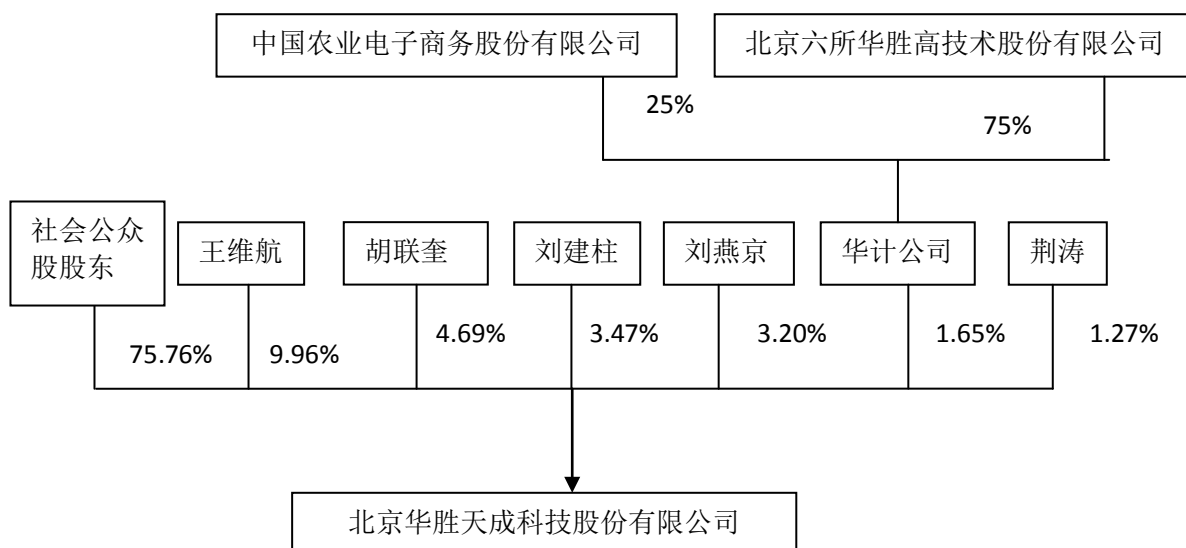 中国农业电子商务股份有限公司
北京六所华胜高技术股份有限公司
25%
75%
社会公众
股股东
王维航
胡联奎
刘建柱
刘燕京
华计公司
荆涛
75.76%
9.96%
4.69%
3.47%
3.20%
1.65%
1.27%
北京华胜天成科技股份有限公司